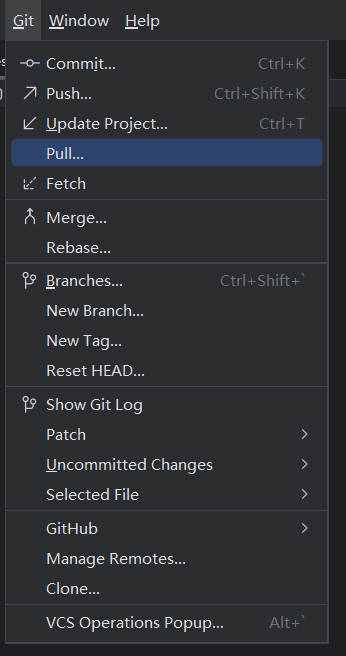 Git Window Help
Commit... Ctrl+K
Push... Ctrl+Shift+K
Update Project... Ctrl+T
Pull...
Fetch
Merge...
Rebase...
Branches... Ctrl+Shift+`
New Branch...
New Tag...
Reset HEAD...
Show Git Log
Patch
Uncommitted Changes
Selected File
GitHub
Manage Remotes...
Clone...
VCS Operations Popup... Alt+`